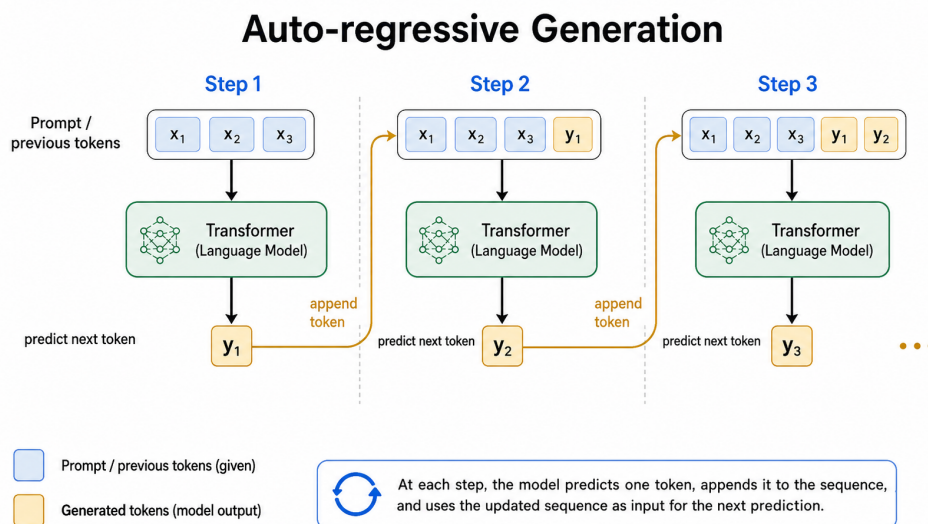 Auto-regressive Generation
Step 1
Step 2
Step 3
Prompt /
previous tokens
x₁ x₂ x₃
x₁ x₂ x₃ y₁
x₁ x₂ x₃ y₁ y₂
Transformer
(Language Model)
Transformer
(Language Model)
Transformer
(Language Model)
append
token
append
token
predict next token
y₁
predict next token
y₂
predict next token
y₃
Prompt / previous tokens (given)
Generated tokens (model output)
At each step, the model predicts one token, appends it to the sequence,
and uses the updated sequence as input for the next prediction.